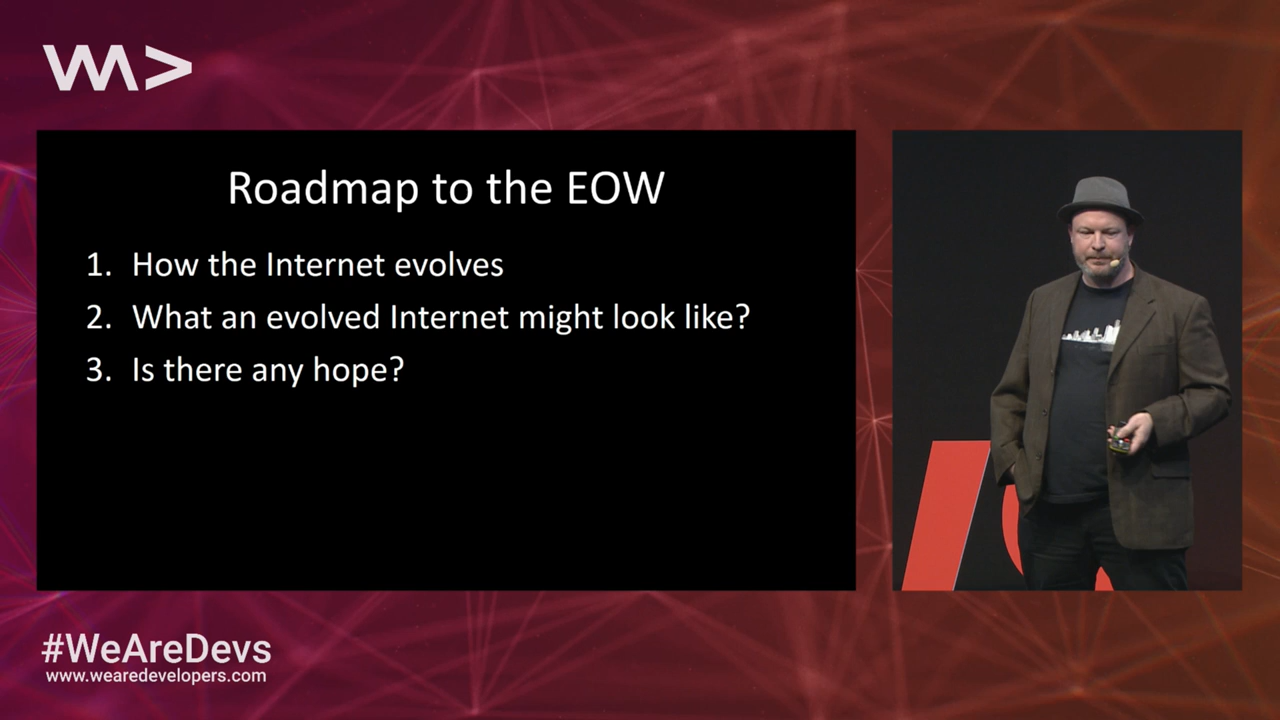 Roadmap to the EOW
1. How the Internet evolves
2. What an evolved Internet might look like?
3. Is there any hope?
#WeAreDevs
www.wearedevelopers.com